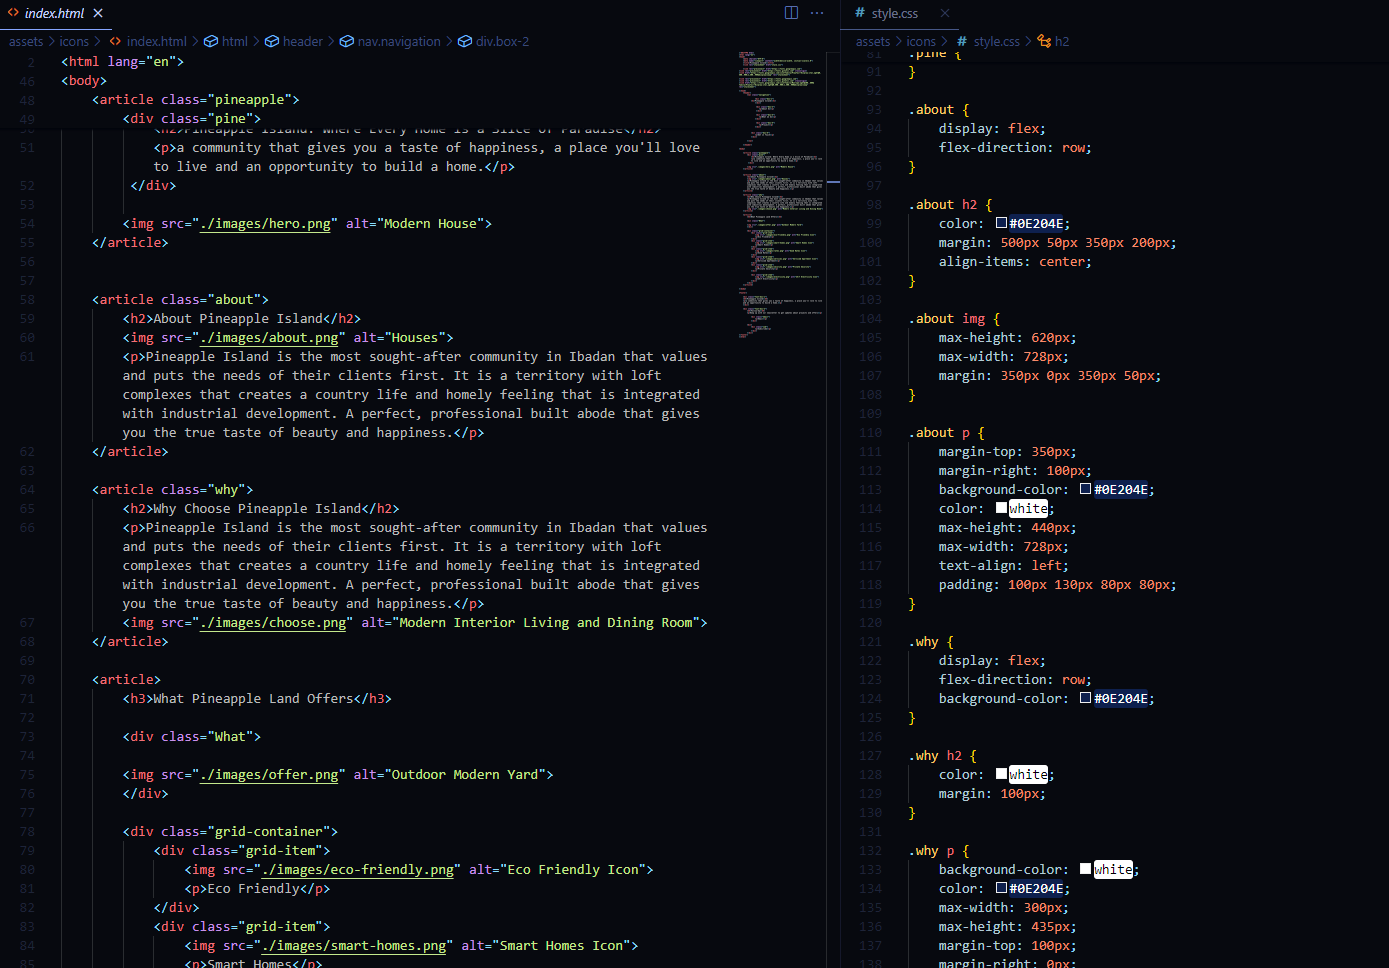 index.html
assets > icons > index.html > html > header > nav.navigation > div.box-2
2 <html lang="en">
46 <body>
48 <article class="pineapple">
49 <div class="pine">
50 <h2>Pineapple Island: Where Every Home is a Slice of Paradise</h2>
51 <p>a community that gives you a taste of happiness, a place you'll love
to live and an opportunity to build a home.</p>
52 </div>
53
54 <img src="./images/hero.png" alt="Modern House">
55 </article>
56
57
58 <article class="about">
59 <h2>About Pineapple Island</h2>
60 <img src="./images/about.png" alt="Houses">
61 <p>Pineapple Island is the most sought-after community in Ibadan that values
and puts the needs of their clients first. It is a territory with loft
complexes that creates a country life and homely feeling that is integrated
with industrial development. A perfect, professional built abode that gives
you the true taste of beauty and happiness.</p>
62 </article>
63
64 <article class="why">
65 <h2>Why Choose Pineapple Island</h2>
66 <p>Pineapple Island is the most sought-after community in Ibadan that values
and puts the needs of their clients first. It is a territory with loft
complexes that creates a country life and homely feeling that is integrated
with industrial development. A perfect, professional built abode that gives
you the true taste of beauty and happiness.</p>
67 <img src="./images/choose.png" alt="Modern Interior Living and Dining Room">
68 </article>
69
70 <article>
71 <h3>What Pineapple Land Offers</h3>
72
73 <div class="What">
74
75 <img src="./images/offer.png" alt="Outdoor Modern Yard">
76 </div>
77
78 <div class="grid-container">
79 <div class="grid-item">
80 <img src="./images/eco-friendly.png" alt="Eco Friendly Icon">
81 <p>Eco Friendly</p>
82 </div>
83 <div class="grid-item">
84 <img src="./images/smart-homes.png" alt="Smart Homes Icon">
85 <p>Smart Homes</p>
style.css
assets > icons > style.css > h2
81 .pine {
91 }
92
93 .about {
94 display: flex;
95 flex-direction: row;
96 }
97
98 .about h2 {
99 color: #0E204E;
100 margin: 500px 50px 350px 200px;
101 align-items: center;
102 }
103
104 .about img {
105 max-height: 620px;
106 max-width: 728px;
107 margin: 350px 0px 350px 50px;
108 }
109
110 .about p {
111 margin-top: 350px;
112 margin-right: 100px;
113 background-color: #0E204E;
114 color: white;
115 max-height: 440px;
116 max-width: 728px;
117 text-align: left;
118 padding: 100px 130px 80px 80px;
119 }
120
121 .why {
122 display: flex;
123 flex-direction: row;
124 background-color: #0E204E;
125 }
126
127 .why h2 {
128 color: white;
129 margin: 100px;
130 }
131
132 .why p {
133 background-color: white;
134 color: #0E204E;
135 max-width: 300px;
136 max-height: 435px;
137 margin-top: 100px;
138 margin-right: 0px;